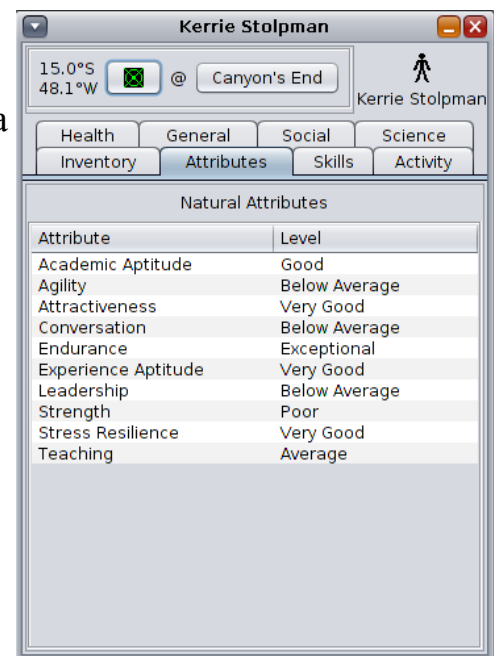 Kerrie Stolpman
15.0°S
48.1°W
@ Canyon's End
Kerrie Stolpman
a
Health General Social Science
Inventory Attributes Skills Activity
Natural Attributes
Attribute Level
Academic Aptitude Good
Agility Below Average
Attractiveness Very Good
Conversation Below Average
Endurance Exceptional
Experience Aptitude Very Good
Leadership Below Average
Strength Poor
Stress Resilience Very Good
Teaching Average